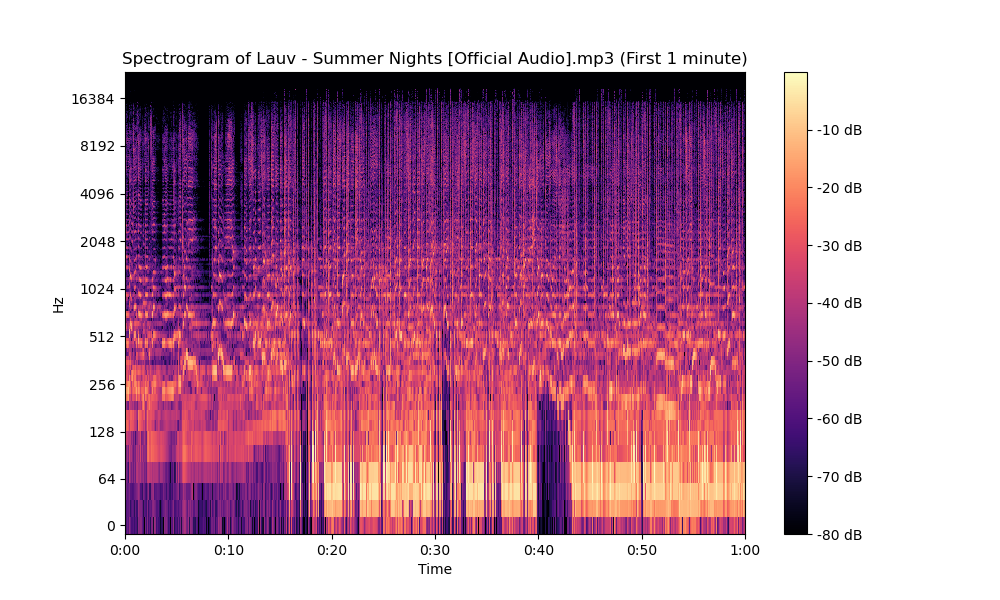 Spectrogram of Lauv - Summer Nights [Official Audio].mp3 (First 1 minute)
16384
8192
4096
2048
1024
512
256
128
64
0
Hz
0:00 0:10 0:20 0:30 0:40 0:50 1:00
Time
-10 dB
-20 dB
-30 dB
-40 dB
-50 dB
-60 dB
-70 dB
-80 dB